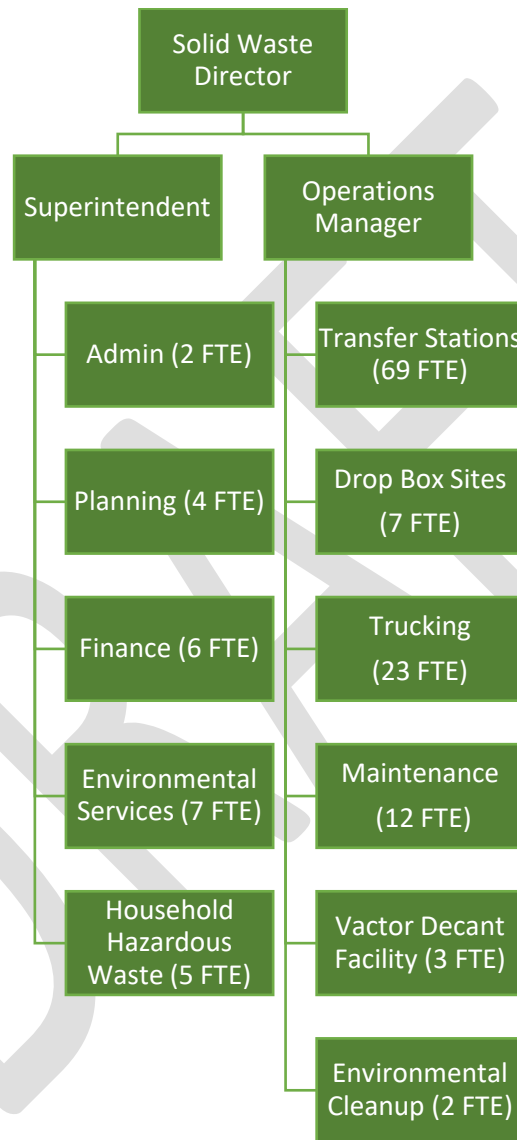 Solid Waste
Director
Superintendent
Operations
Manager
Admin (2 FTE)
Planning (4 FTE)
Finance (6 FTE)
Environmental
Services (7 FTE)
Household
Hazardous
Waste (5 FTE)
Transfer Stations
(69 FTE)
Drop Box Sites
(7 FTE)
Trucking
(23 FTE)
Maintenance
(12 FTE)
Vactor Decant
Facility (3 FTE)
Environmental
Cleanup (2 FTE)
DRAFT